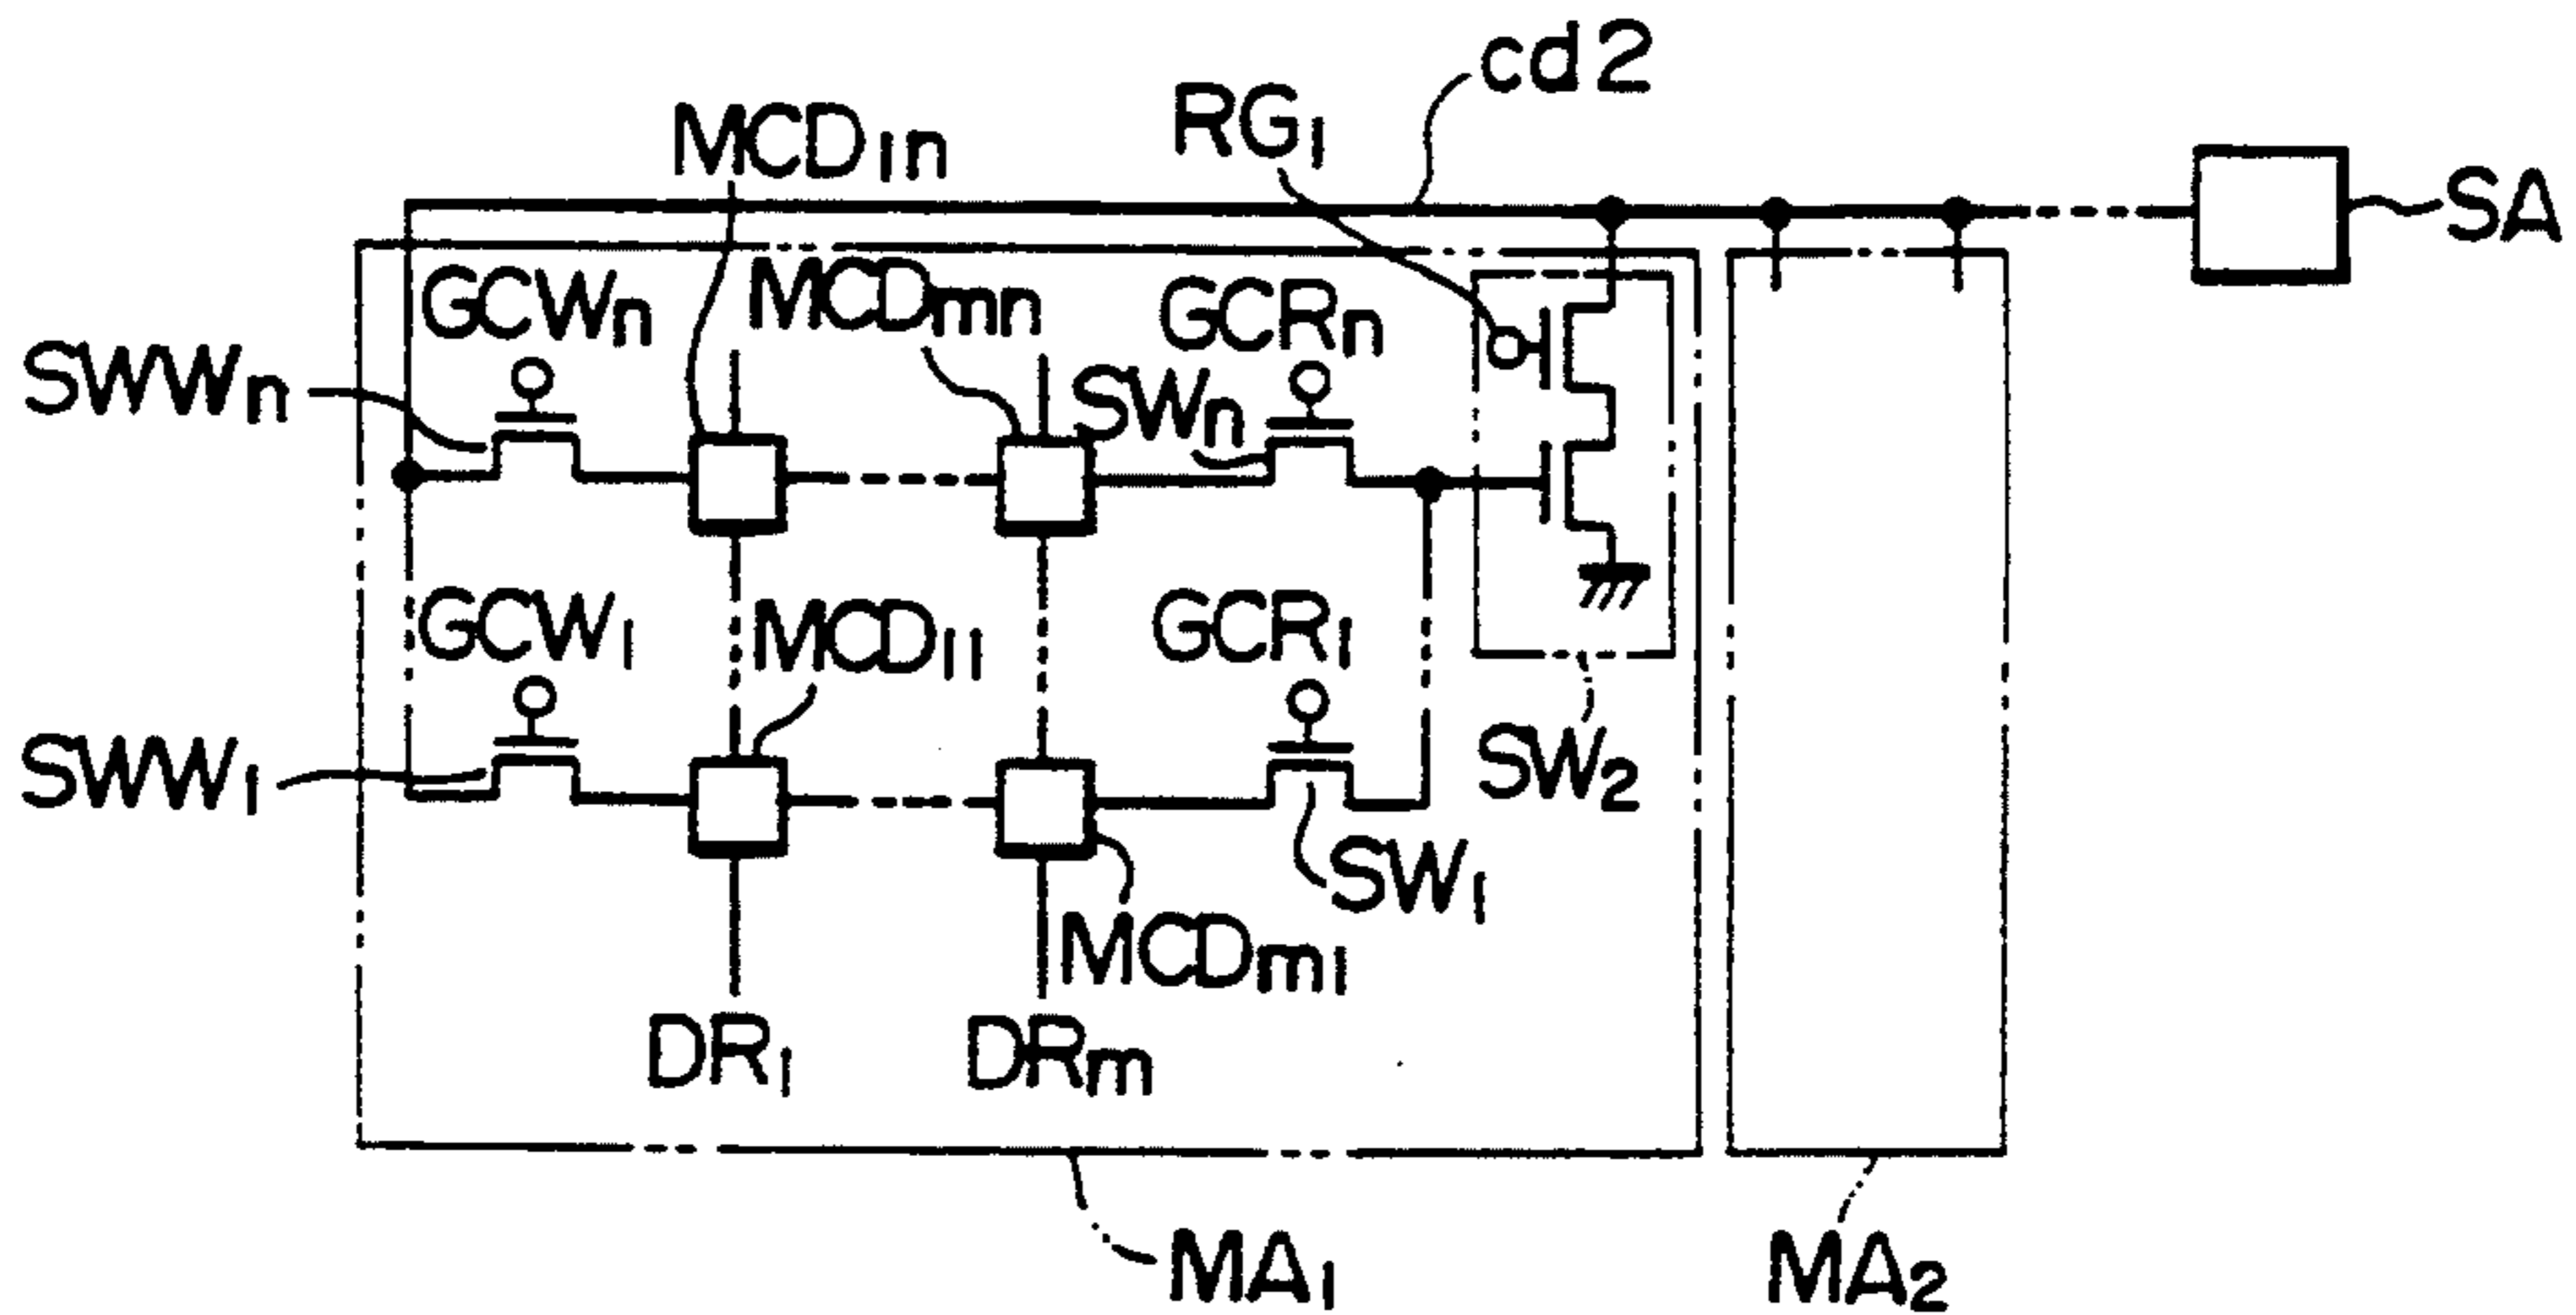 cd2
RG₁
MCD₁ₙ
SA
GCWₙ
MCDₘₙ
GCRₙ
SWWₙ
SWₙ
GCW₁
MCD₁₁
GCR₁
SWW₁
SW₂
SW₁
MCDₘ₁
DR₁
DRₘ
MA₁
MA₂